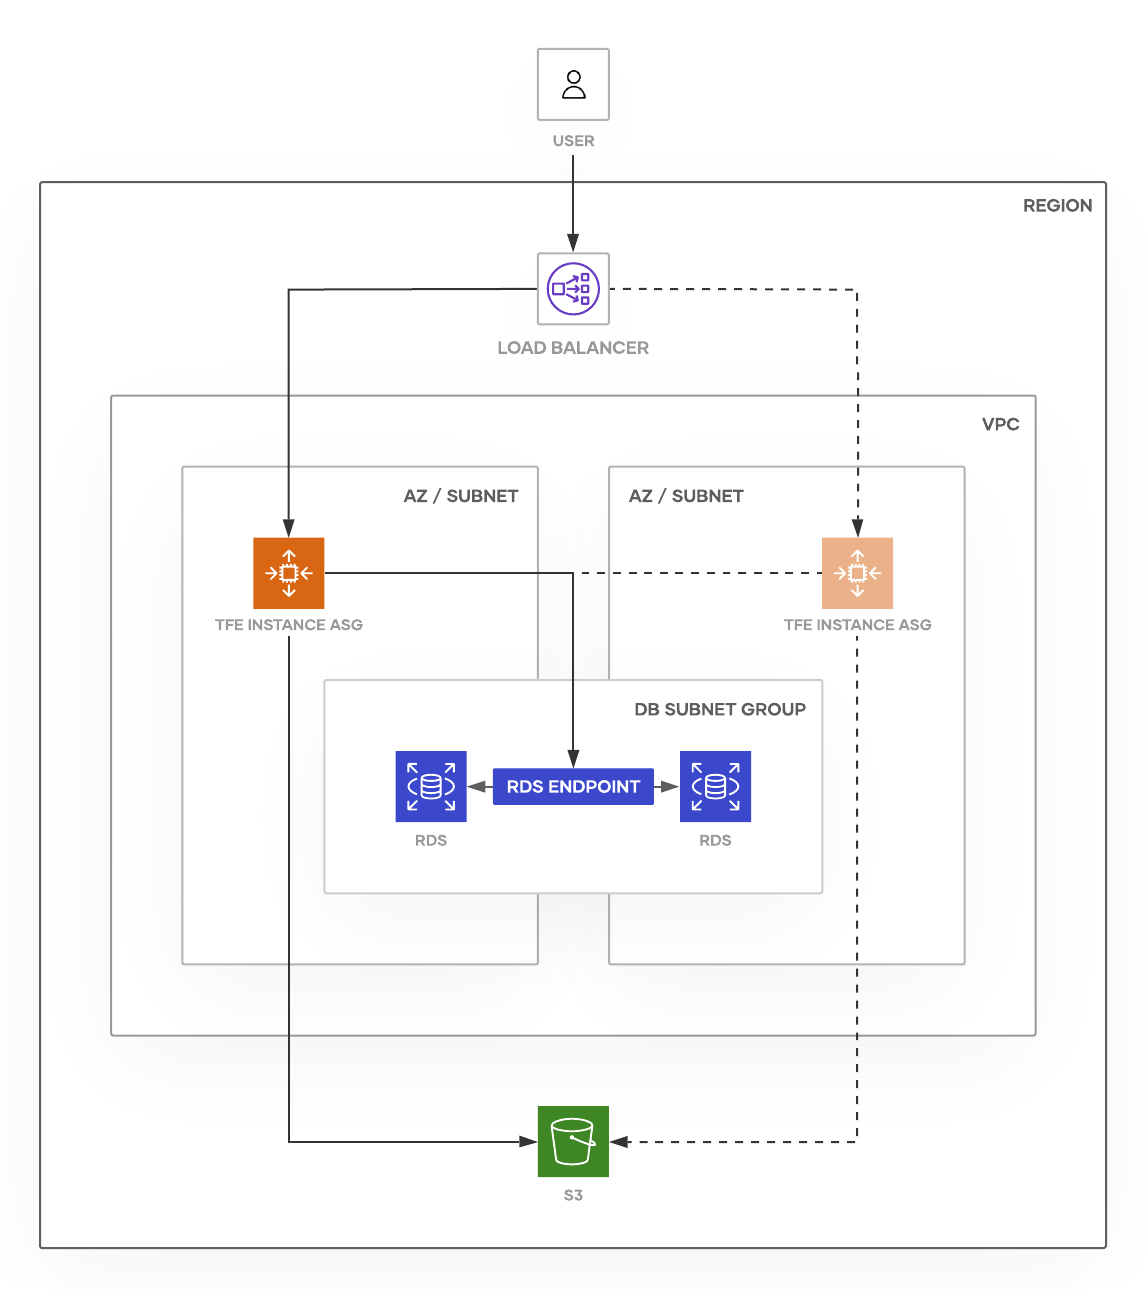 USER
REGION
LOAD BALANCER
VPC
AZ / SUBNET
AZ / SUBNET
TFE INSTANCE ASG
TFE INSTANCE ASG
DB SUBNET GROUP
RDS ENDPOINT
RDS
RDS
S3